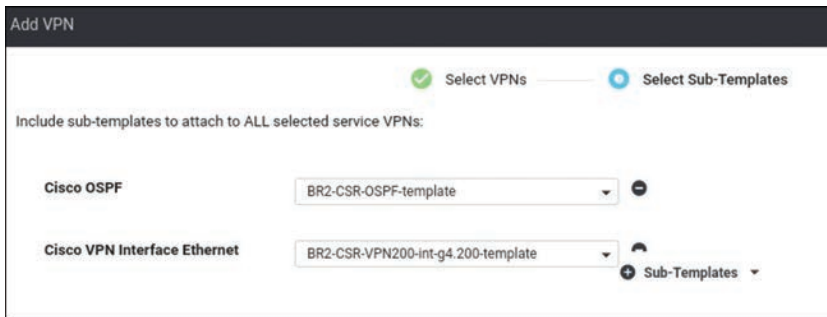 Add VPN
Select VPNs
Select Sub-Templates
Include sub-templates to attach to ALL selected service VPNs:
Cisco OSPF
BR2-CSR-OSPF-template
Cisco VPN Interface Ethernet
BR2-CSR-VPN200-int-g4.200-template
Sub-Templates